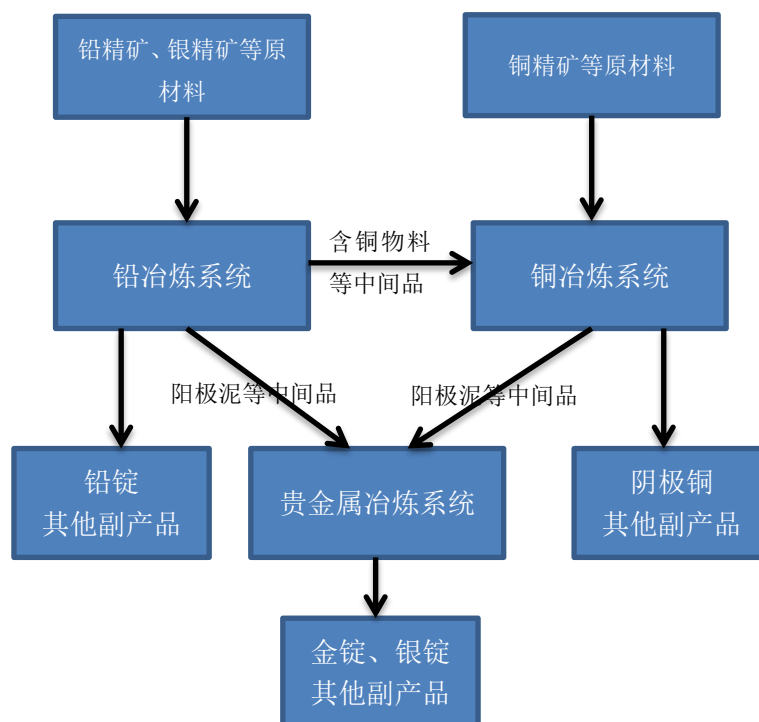 铅精矿、银精矿等原
材料
铜精矿等原材料
铅冶炼系统
含铜物料
等中间品
铜冶炼系统
阳极泥等中间品
阳极泥等中间品
铅锭
其他副产品
贵金属冶炼系统
阴极铜
其他副产品
金锭、银锭
其他副产品